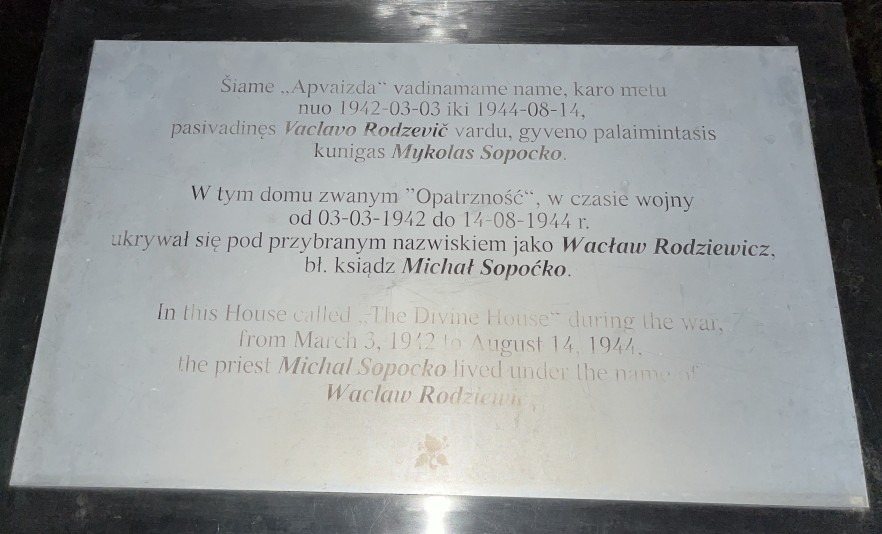 Šiame „Apvaizda“ vadinamame name, karo metu
nuo 1942-03-03 iki 1944-08-14,
pasivadinęs Vaclavo Rodzevič vardu, gyveno palaimintasis
kunigas Mykolas Sopocko.
W tym domu zwanym ”Opatrzność“, w czasie wojny
od 03-03-1942 do 14-08-1944 r.
ukrywał się pod przybranym nazwiskiem jako Wacław Rodziewicz,
bł. ksiądz Michał Sopoćko.
In this House called „The Divine House“ during the war,
from March 3, 1942 to August 14, 1944,
the priest Michal Sopocko lived under the name of
Waclaw